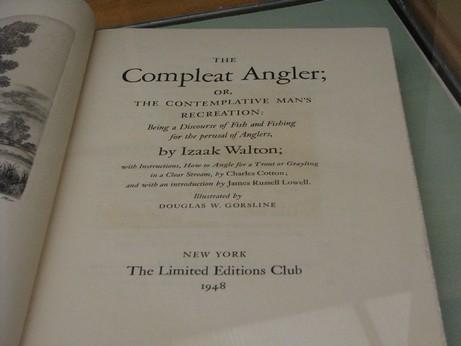 THE
Compleat Angler;
OR,
THE CONTEMPLATIVE MAN'S
RECREATION:
Being a Discourse of Fish and Fishing
for the perusal of Anglers,
by Izaak Walton;
with Instructions, How to Angle for a Trout or Grayling
in a Clear Stream, by Charles Cotton;
and with an introduction by James Russell Lowell.
Illustrated by
DOUGLAS W. GORSLINE
NEW YORK
The Limited Editions Club
1948